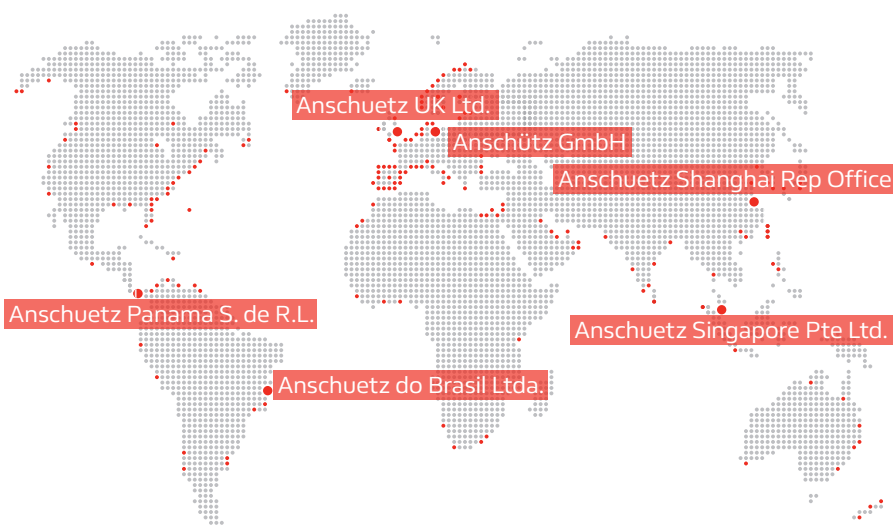 Anschuetz UK Ltd.
Anschütz GmbH
Anschuetz Shanghai Rep Office
Anschuetz Panama S. de R.L.
Anschuetz Singapore Pte Ltd.
Anschuetz do Brasil Ltda.